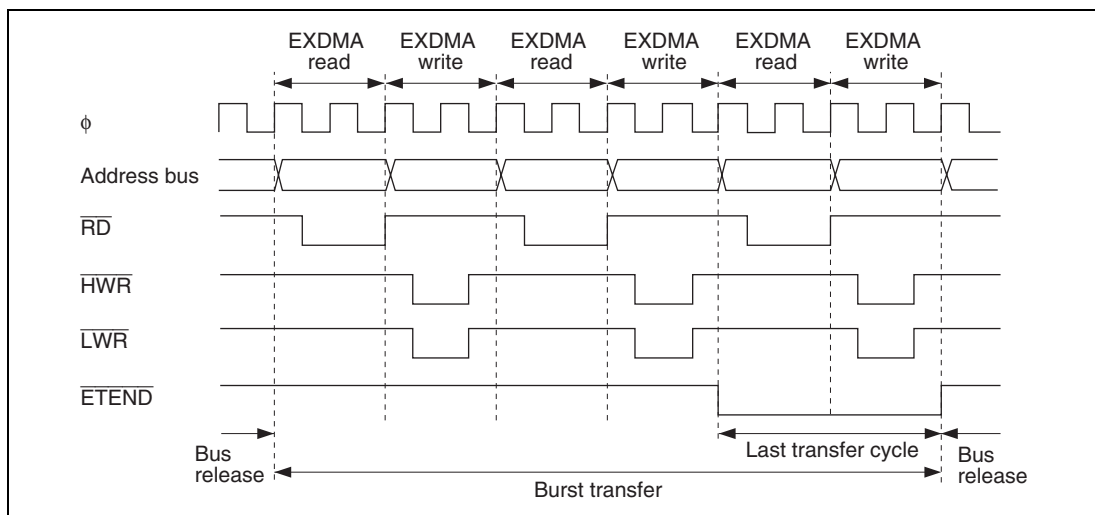 EXDMA read
EXDMA write
EXDMA read
EXDMA write
EXDMA read
EXDMA write
φ
Address bus
RD
HWR
LWR
ETEND
Bus release
Last transfer cycle
Bus release
Burst transfer